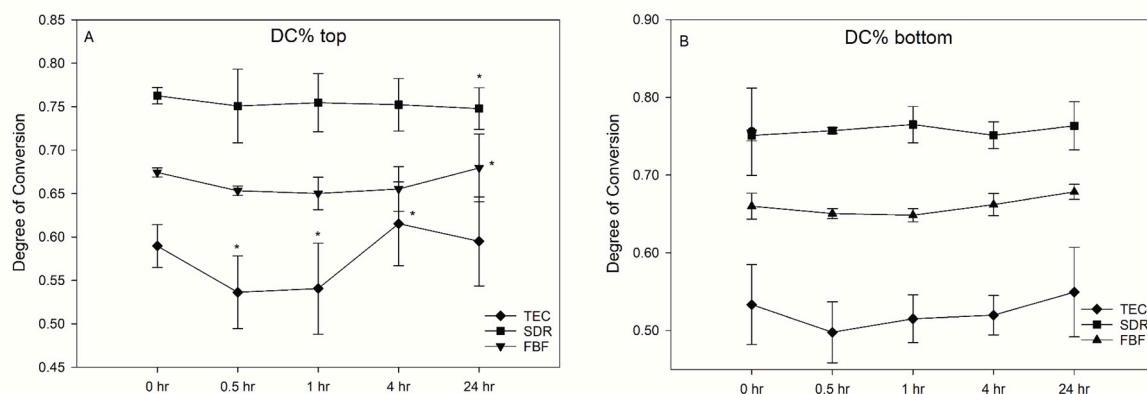 A
DC% top
Degree of Conversion
0.85
0.80
0.75
0.70
0.65
0.60
0.55
0.50
0.45
*
*
*
*
*
TEC
SDR
FBF
0 hr 0.5 hr 1 hr 4 hr 24 hr
B
DC% bottom
Degree of Conversion
0.90
0.80
0.70
0.60
0.50
TEC
SDR
FBF
0 hr 0.5 hr 1 hr 4 hr 24 hr